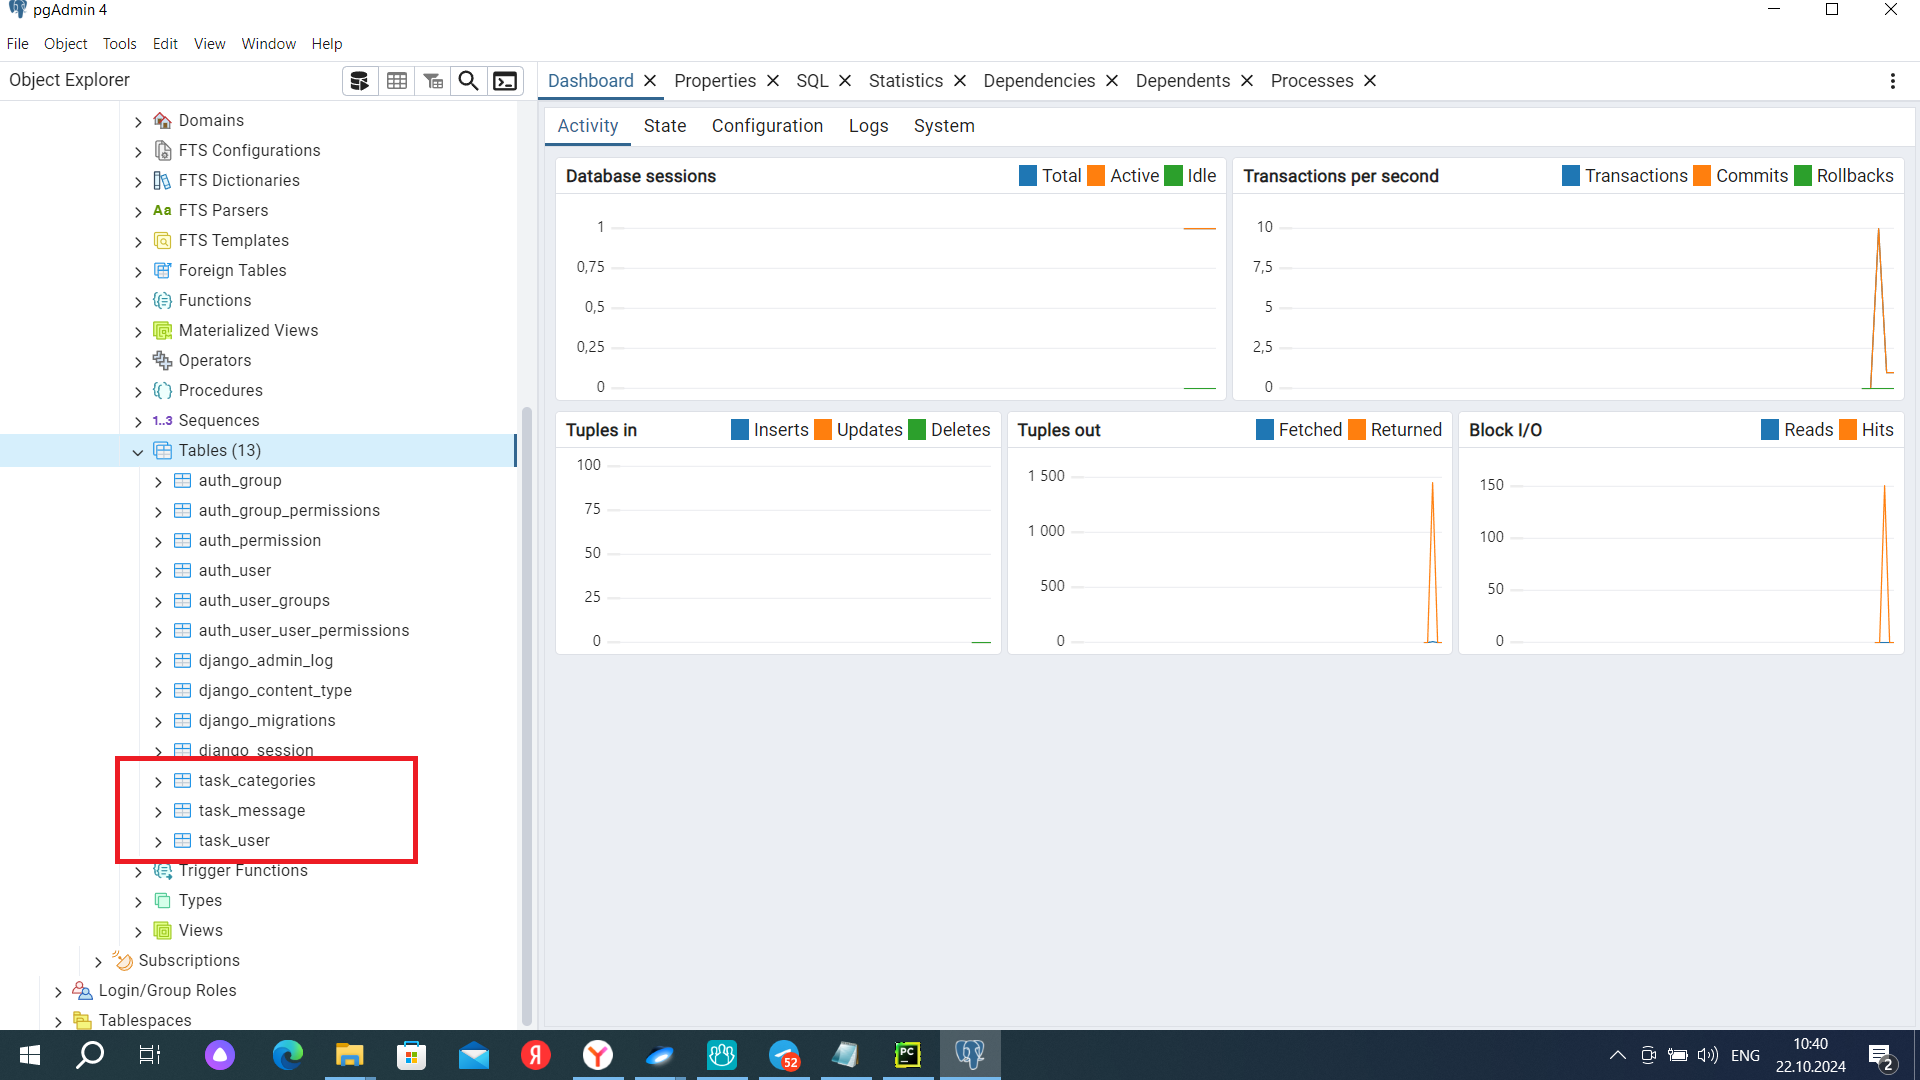 pgAdmin 4
File Object Tools Edit View Window Help
Object Explorer
Dashboard Properties SQL Statistics Dependencies Dependents Processes
Activity State Configuration Logs System
Domains
FTS Configurations
FTS Dictionaries
Aa FTS Parsers
FTS Templates
Foreign Tables
Functions
Materialized Views
Operators
Procedures
1..3 Sequences
Tables (13)
auth_group
auth_group_permissions
auth_permission
auth_user
auth_user_groups
auth_user_user_permissions
django_admin_log
django_content_type
django_migrations
django_session
task_categories
task_message
task_user
Trigger Functions
Types
Views
Subscriptions
Login/Group Roles
Tablespaces
Database sessions Total Active Idle
1
0,75
0,5
0,25
0
Transactions per second Transactions Commits Rollbacks
10
7,5
5
2,5
0
Tuples in Inserts Updates Deletes
100
75
50
25
0
Tuples out Fetched Returned
1 500
1 000
500
0
Block I/O Reads Hits
150
100
50
0
Я Y 52 PC ENG
10:40
22.10.2024
2